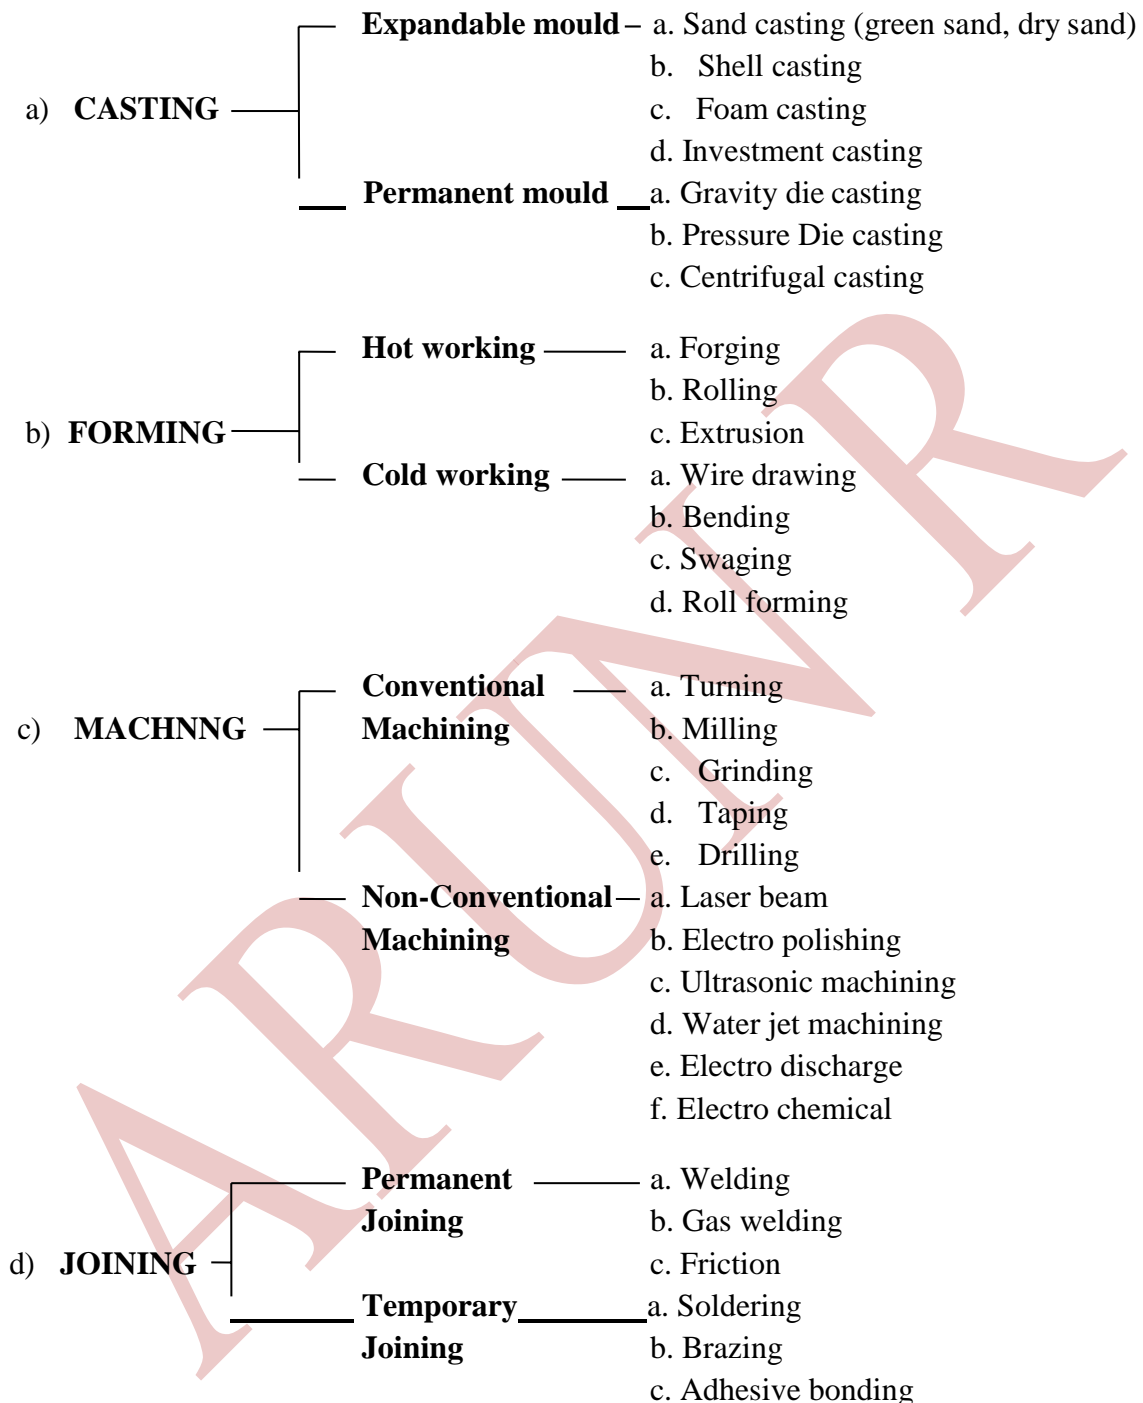 Expandable mould – a. Sand casting (green sand, dry sand)
b. Shell casting
a) CASTING c. Foam casting
d. Investment casting
Permanent mould a. Gravity die casting
b. Pressure Die casting
c. Centrifugal casting
Hot working a. Forging
b. Rolling
b) FORMING c. Extrusion
Cold working a. Wire drawing
b. Bending
c. Swaging
d. Roll forming
Conventional a. Turning
c) MACHNNG Machining b. Milling
c. Grinding
d. Taping
e. Drilling
Non-Conventional a. Laser beam
Machining b. Electro polishing
c. Ultrasonic machining
d. Water jet machining
e. Electro discharge
f. Electro chemical
Permanent a. Welding
Joining b. Gas welding
d) JOINING c. Friction
Temporary a. Soldering
Joining b. Brazing
c. Adhesive bonding
ARUN R